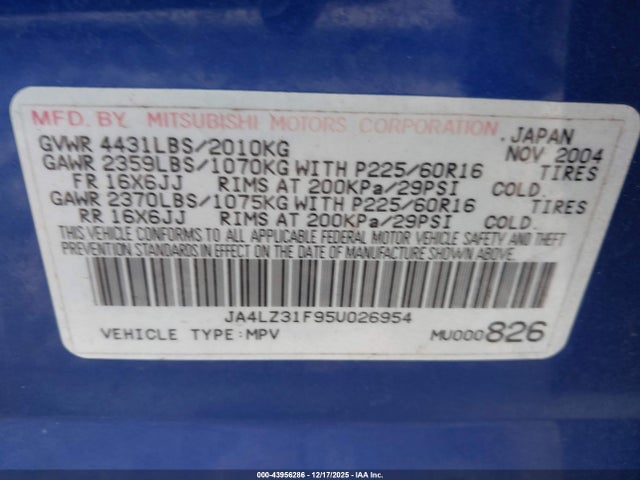 MFD. BY MITSUBISHI MOTORS CORPORATION. JAPAN
GVWR 4431LBS/2010KG NOV 2004
GAWR 2359LBS/1070KG WITH P225/60R16 TIRES
FR 16X6JJ RIMS AT 200KPa/29PSI COLD.
GAWR 2370LBS/1075KG WITH P225/60R16 TIRES
RR 16X6JJ RIMS AT 200KPa/29PSI COLD.
THIS VEHICLE CONFORMS TO ALL APPLICABLE FEDERAL MOTOR VEHICLE SAFETY AND THEFT
PREVENTION STANDARDS IN EFFECT ON THE DATE OF MANUFACTURE SHOWN ABOVE.
JA4LZ31F95U026954
VEHICLE TYPE:MPV MU000826
000-43956286 - 12/17/2025 - IAA Inc.